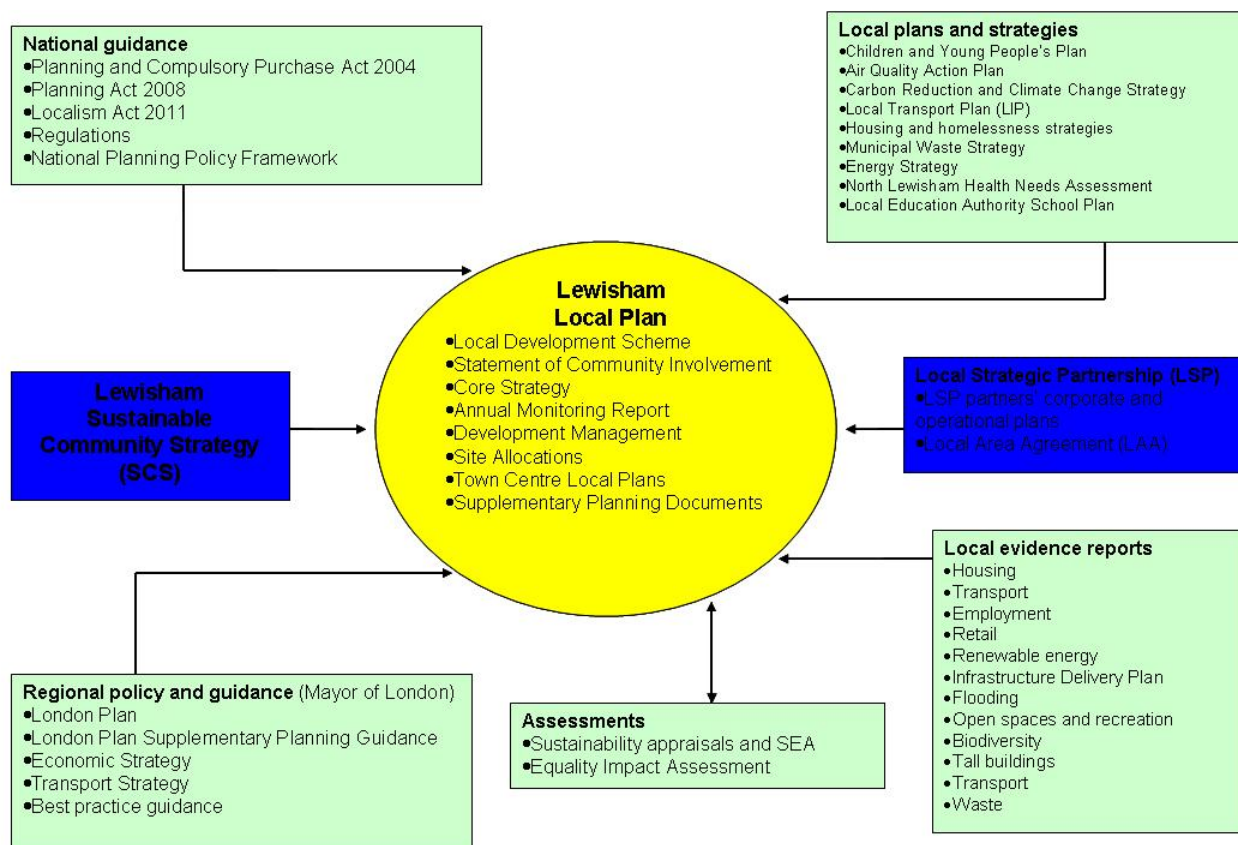 National guidance
•Planning and Compulsory Purchase Act 2004
•Planning Act 2008
•Localism Act 2011
•Regulations
•National Planning Policy Framework
Local plans and strategies
•Children and Young People's Plan
•Air Quality Action Plan
•Carbon Reduction and Climate Change Strategy
•Local Transport Plan (LIP)
•Housing and homelessness strategies
•Municipal Waste Strategy
•Energy Strategy
•North Lewisham Health Needs Assessment
•Local Education Authority School Plan
Lewisham
Local Plan
•Local Development Scheme
•Statement of Community Involvement
•Core Strategy
•Annual Monitoring Report
•Development Management
•Site Allocations
•Town Centre Local Plans
•Supplementary Planning Documents
Lewisham
Sustainable
Community Strategy
(SCS)
Local Strategic Partnership (LSP)
•LSP partners' corporate and
operational plans
•Local Area Agreement (LAA)
Regional policy and guidance (Mayor of London)
•London Plan
•London Plan Supplementary Planning Guidance
•Economic Strategy
•Transport Strategy
•Best practice guidance
Assessments
•Sustainability appraisals and SEA
•Equality Impact Assessment
Local evidence reports
•Housing
•Transport
•Employment
•Retail
•Renewable energy
•Infrastructure Delivery Plan
•Flooding
•Open spaces and recreation
•Biodiversity
•Tall buildings
•Transport
•Waste